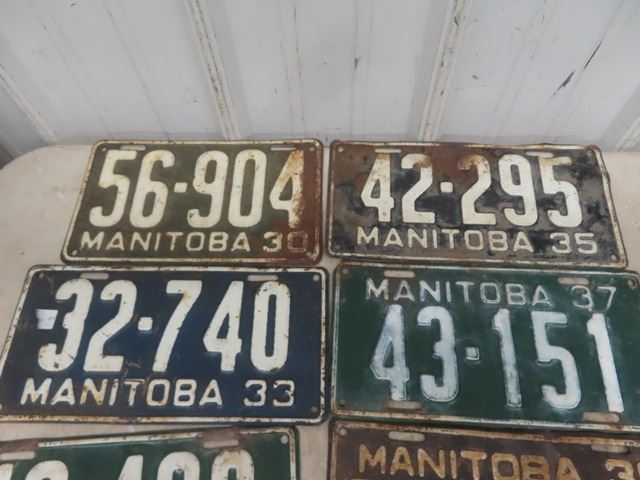 56-904
MANITOBA 30
42-295
MANITOBA 35
-32-740
MANITOBA 33
MANITOBA 37
43-151
MANITOBA